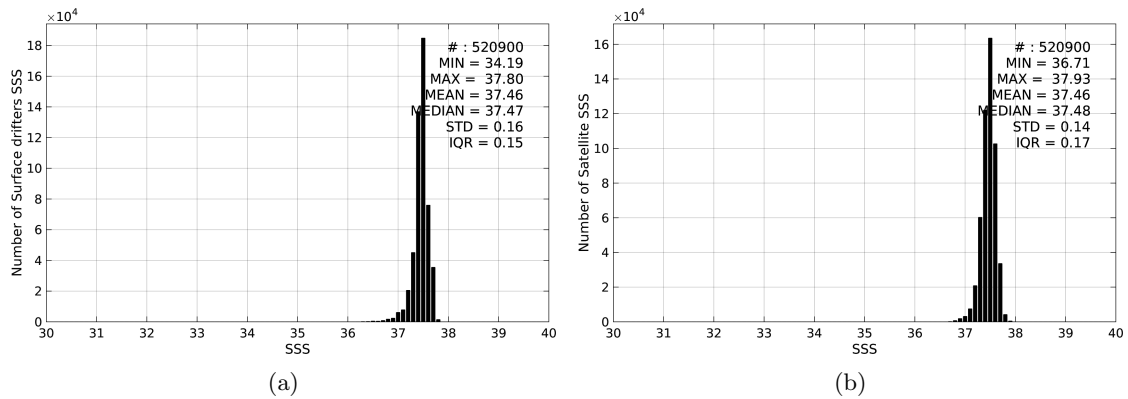 ×10⁴
Number of Surface drifters SSS
18
16
14
12
10
8
6
4
2
0
# : 520900
MIN = 34.19
MAX = 37.80
MEAN = 37.46
MEDIAN = 37.47
STD = 0.16
IQR = 0.15
30 31 32 33 34 35 36 37 38 39 40
SSS
(a)
×10⁴
Number of Satellite SSS
16
14
12
10
8
6
4
2
0
# : 520900
MIN = 36.71
MAX = 37.93
MEAN = 37.46
MEDIAN = 37.48
STD = 0.14
IQR = 0.17
30 31 32 33 34 35 36 37 38 39 40
SSS
(b)